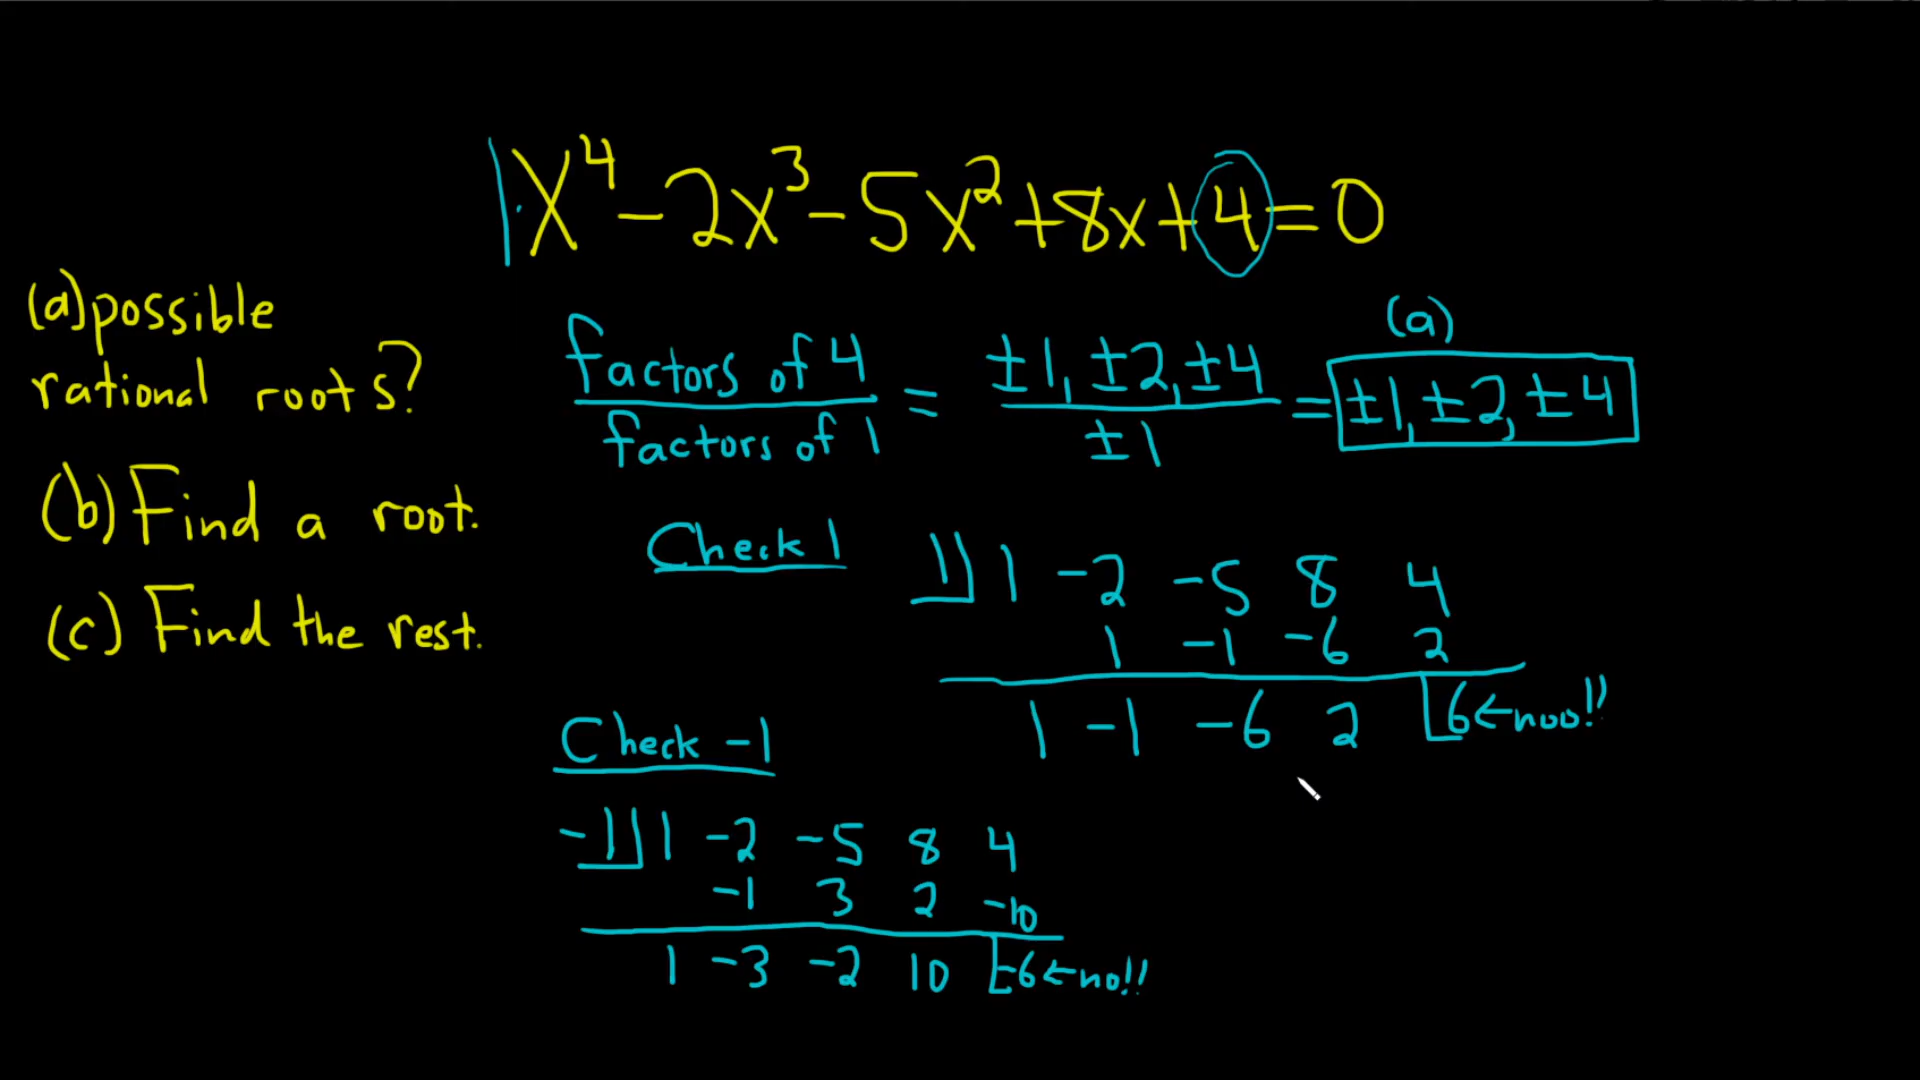 1·x⁴ - 2x³ - 5x² + 8x + 4 = 0
(a) possible
rational roots?
(b) Find a root.
(c) Find the rest.
(a)
factors of 4 / factors of 1 = ±1, ±2, ±4 / ±1 = ±1, ±2, ±4
Check 1
1 1 -2 -5 8 4
1 -1 -6 2
1 -1 -6 2 6 ← noo!!
Check -1
-1 1 -2 -5 8 4
-1 3 2 -10
1 -3 -2 10 -6 ← no!!